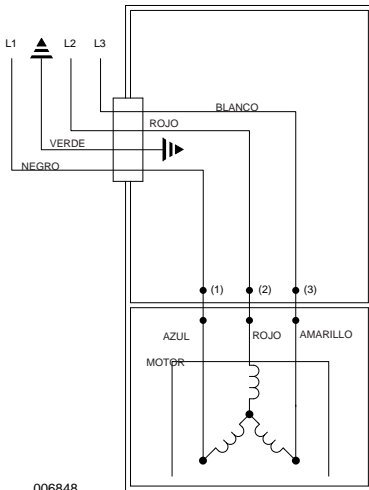 L1 L2 L3
BLANCO
ROJO
VERDE
NEGRO
(1) (2) (3)
AZUL ROJO AMARILLO
MOTOR
006848